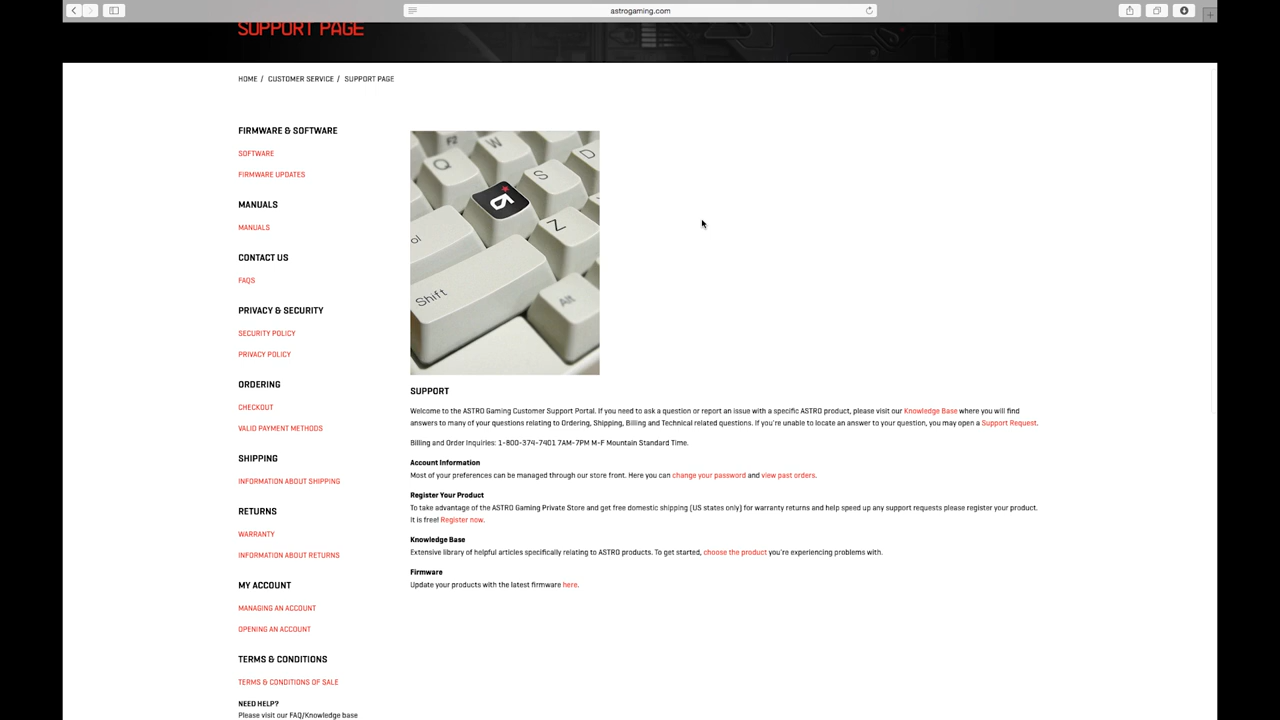 astrogaming.com
SUPPORT PAGE
HOME / CUSTOMER SERVICE / SUPPORT PAGE
FIRMWARE & SOFTWARE
SOFTWARE
FIRMWARE UPDATES
MANUALS
MANUALS
CONTACT US
FAQS
PRIVACY & SECURITY
SECURITY POLICY
PRIVACY POLICY
ORDERING
CHECKOUT
VALID PAYMENT METHODS
SHIPPING
INFORMATION ABOUT SHIPPING
RETURNS
WARRANTY
INFORMATION ABOUT RETURNS
MY ACCOUNT
MANAGING AN ACCOUNT
OPENING AN ACCOUNT
TERMS & CONDITIONS
TERMS & CONDITIONS OF SALE
NEED HELP?
Please visit our FAQ/Knowledge base
F2
Q W
S D
Z
ol
Shift Alt
SUPPORT
Welcome to the ASTRO Gaming Customer Support Portal. If you need to ask a question or report an issue with a specific ASTRO product, please visit our Knowledge Base where you will find
answers to many of your questions relating to Ordering, Shipping, Billing and Technical related questions. If you're unable to locate an answer to your question, you may open a Support Request.
Billing and Order Inquiries: 1-800-374-7401 7AM-7PM M-F Mountain Standard Time.
Account Information
Most of your preferences can be managed through our store front. Here you can change your password and view past orders.
Register Your Product
To take advantage of the ASTRO Gaming Private Store and get free domestic shipping (US states only) for warranty returns and help speed up any support requests please register your product.
It is free! Register now.
Knowledge Base
Extensive library of helpful articles specifically relating to ASTRO products. To get started, choose the product you're experiencing problems with.
Firmware
Update your products with the latest firmware here.